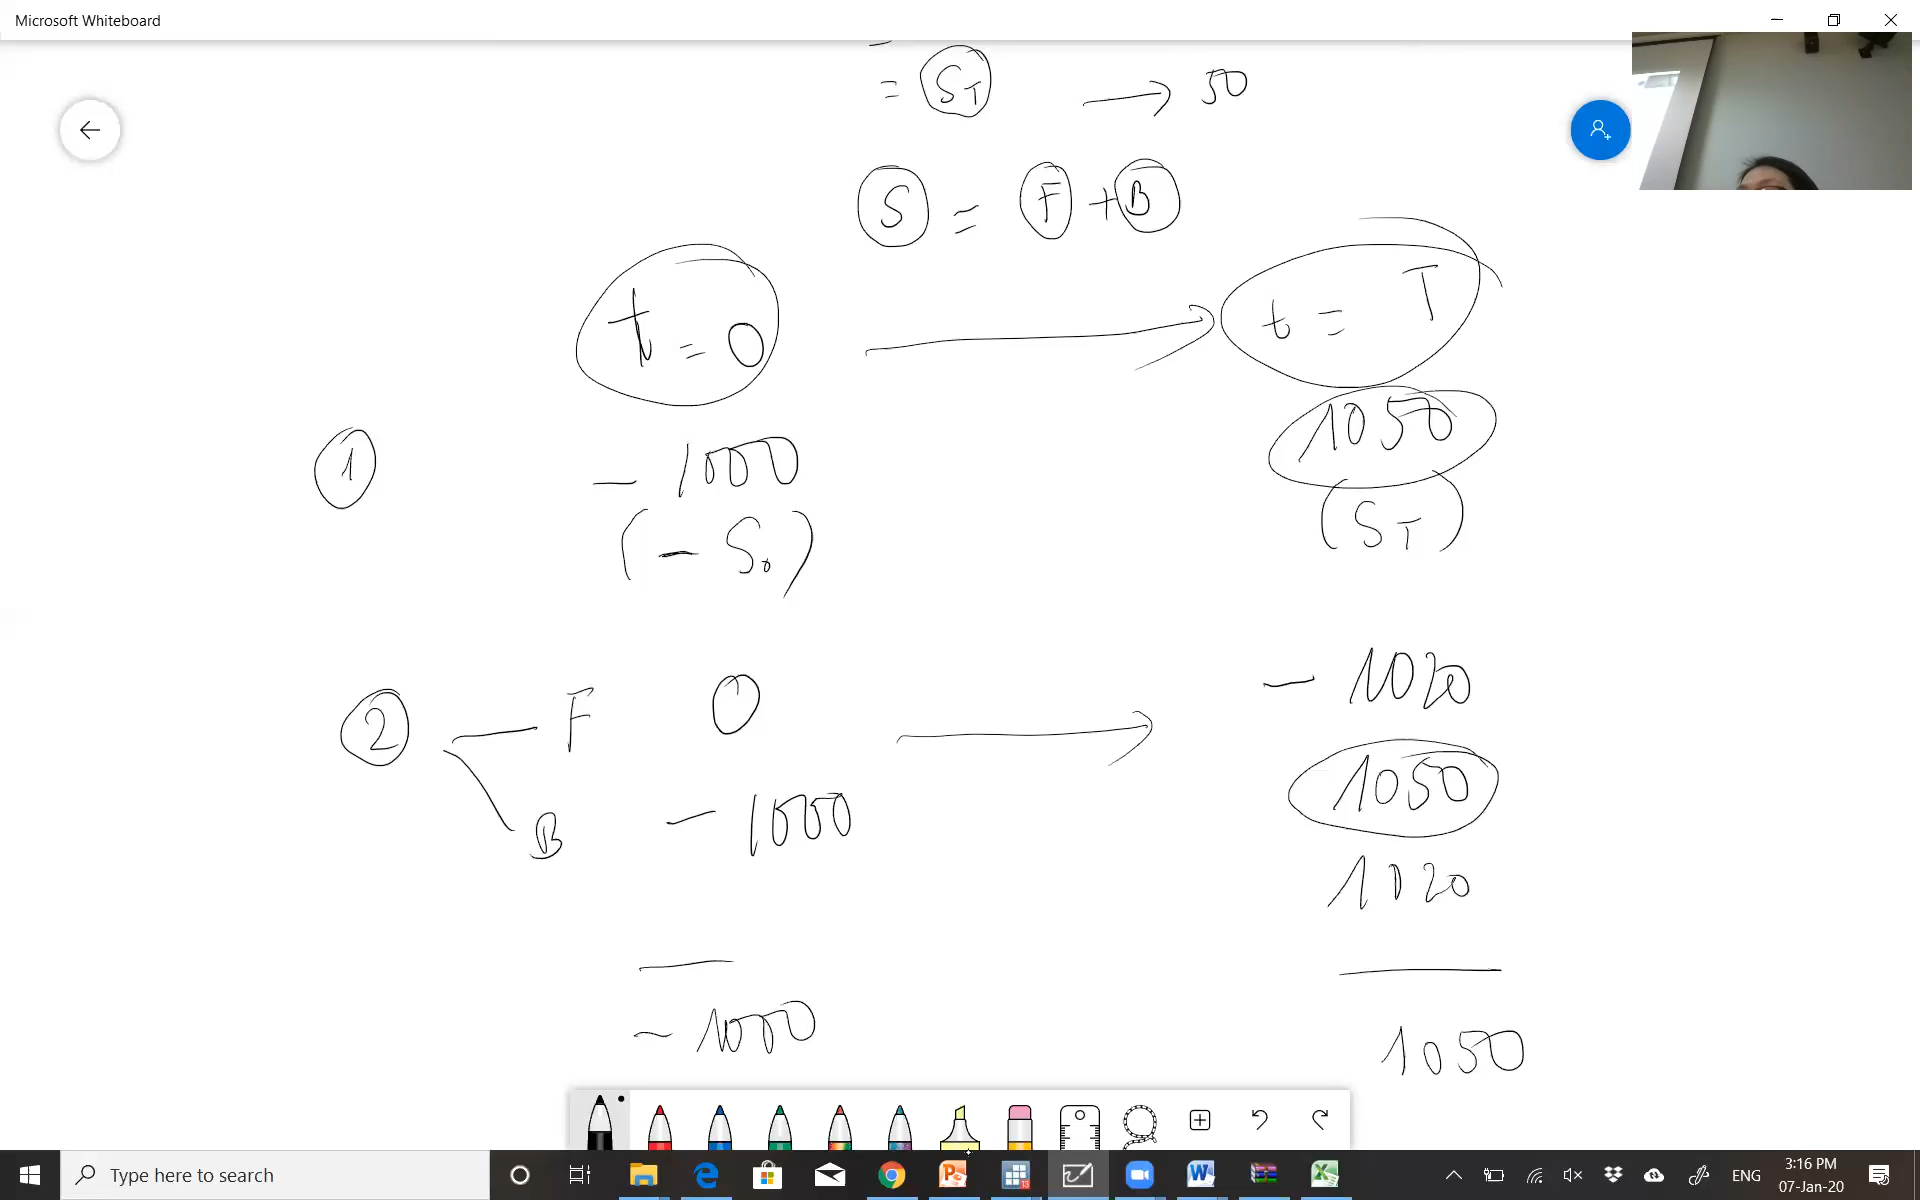 Microsoft Whiteboard
= S_T → 50
S = F + B
t = 0 → t = T
① - 1000 1050
(- S₀) (S_T)
② F 0 → - 1020
1050
B - 1000 1020
- 1000 1050
Type here to search
ENG 3:16 PM
07-Jan-20